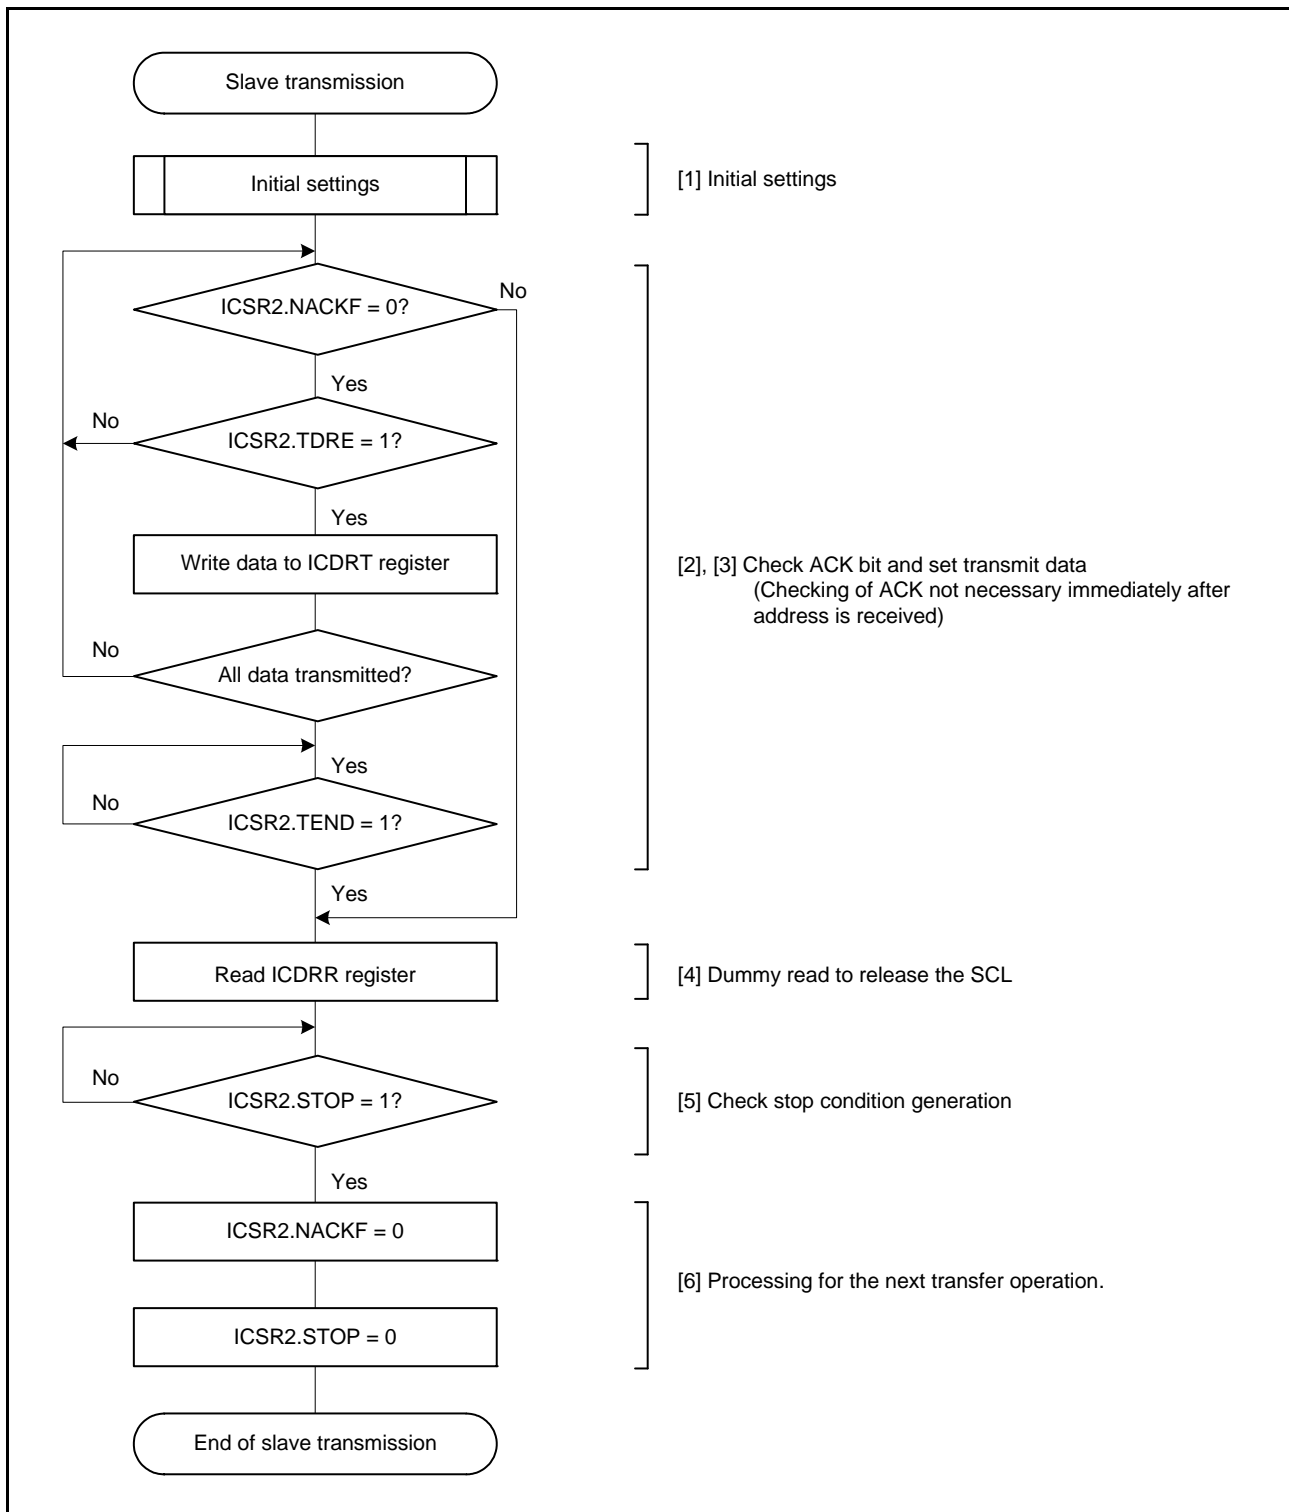 Slave transmission
Initial settings
[1] Initial settings
ICSR2.NACKF = 0?
No
Yes
No
ICSR2.TDRE = 1?
Yes
Write data to ICDRT register
[2], [3] Check ACK bit and set transmit data
(Checking of ACK not necessary immediately after
address is received)
No
All data transmitted?
Yes
No
ICSR2.TEND = 1?
Yes
Read ICDRR register
[4] Dummy read to release the SCL
No
ICSR2.STOP = 1?
[5] Check stop condition generation
Yes
ICSR2.NACKF = 0
[6] Processing for the next transfer operation.
ICSR2.STOP = 0
End of slave transmission